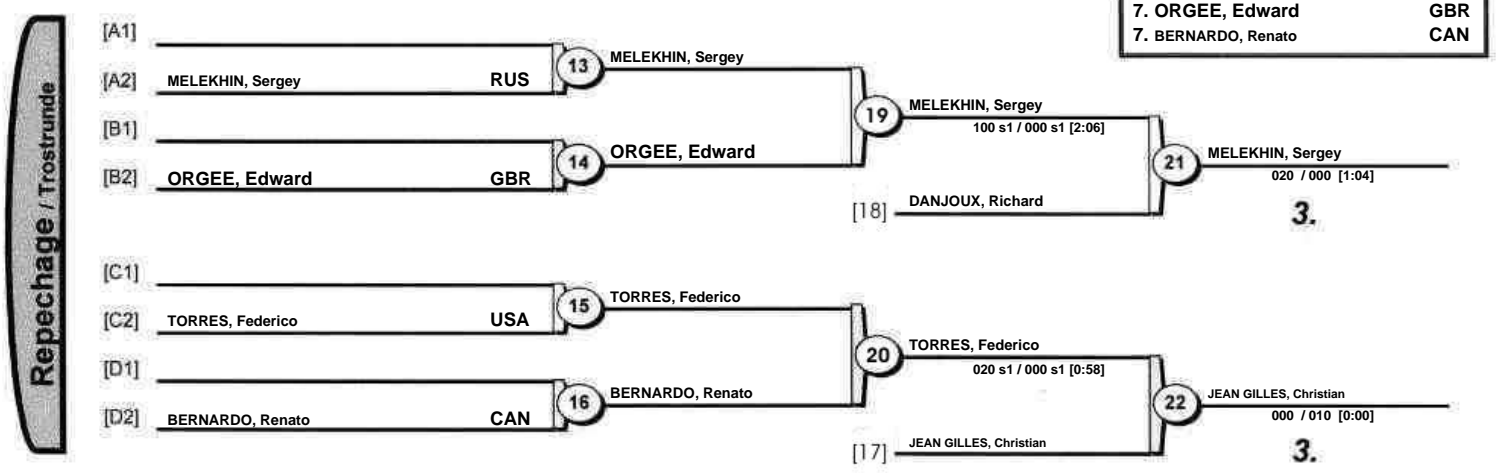 7. ORGEE, Edward GBR
7. BERNARDO, Renato CAN
Repechage / Trostrunde
[A1]
[A2] MELEKHIN, Sergey RUS
13
MELEKHIN, Sergey
[B1]
[B2] ORGEE, Edward GBR
14
ORGEE, Edward
19
MELEKHIN, Sergey
100 s1 / 000 s1 [2:06]
[18] DANJOUX, Richard
21
MELEKHIN, Sergey
020 / 000 [1:04]
3.
[C1]
[C2] TORRES, Federico USA
15
TORRES, Federico
[D1]
[D2] BERNARDO, Renato CAN
16
BERNARDO, Renato
20
TORRES, Federico
020 s1 / 000 s1 [0:58]
[17] JEAN GILLES, Christian
22
JEAN GILLES, Christian
000 / 010 [0:00]
3.